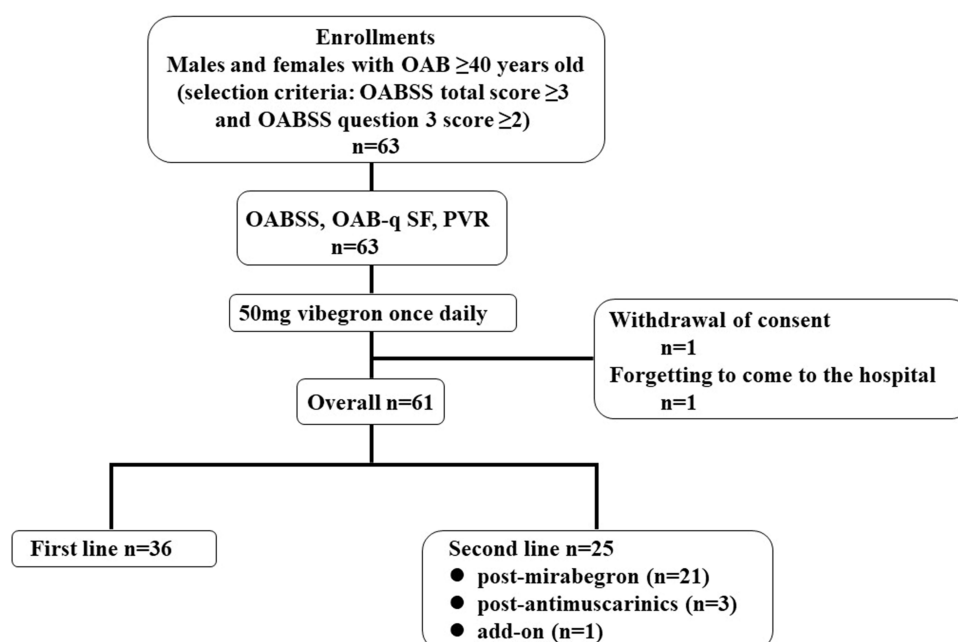 Enrollments
Males and females with OAB ≥40 years old
(selection criteria: OABSS total score ≥3
and OABSS question 3 score ≥2)
n=63
OABSS, OAB-q SF, PVR
n=63
50mg vibegron once daily
Withdrawal of consent
n=1
Forgetting to come to the hospital
n=1
Overall n=61
First line n=36
Second line n=25
● post-mirabegron (n=21)
● post-antimuscarinics (n=3)
● add-on (n=1)